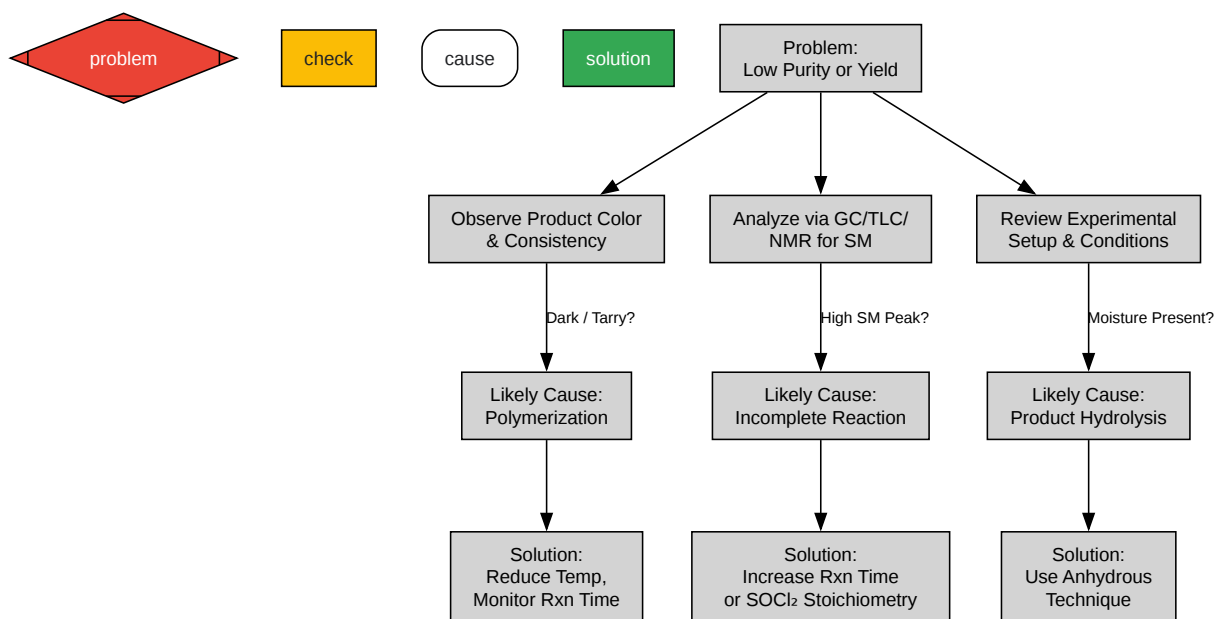 problem
check
cause
solution
Problem:
Low Purity or Yield
Observe Product Color
& Consistency
Analyze via GC/TLC/
NMR for SM
Review Experimental
Setup & Conditions
Dark / Tarry?
High SM Peak?
Moisture Present?
Likely Cause:
Polymerization
Likely Cause:
Incomplete Reaction
Likely Cause:
Product Hydrolysis
Solution:
Reduce Temp,
Monitor Rxn Time
Solution:
Increase Rxn Time
or SOCl₂ Stoichiometry
Solution:
Use Anhydrous
Technique